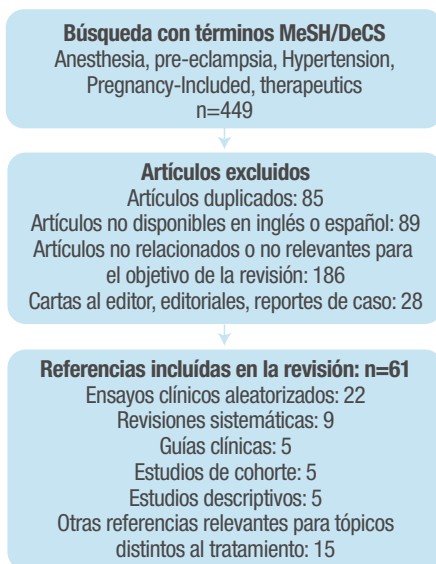 Búsqueda con términos MeSH/DeCS
Anesthesia, pre-eclampsia, Hypertension,
Pregnancy-Included, therapeutics
n=449
Artículos excluidos
Artículos duplicados: 85
Artículos no disponibles en inglés o español: 89
Artículos no relacionados o no relevantes para
el objetivo de la revisión: 186
Cartas al editor, editoriales, reportes de caso: 28
Referencias incluídas en la revisión: n=61
Ensayos clínicos aleatorizados: 22
Revisiones sistemáticas: 9
Guías clínicas: 5
Estudios de cohorte: 5
Estudios descriptivos: 5
Otras referencias relevantes para tópicos
distintos al tratamiento: 15